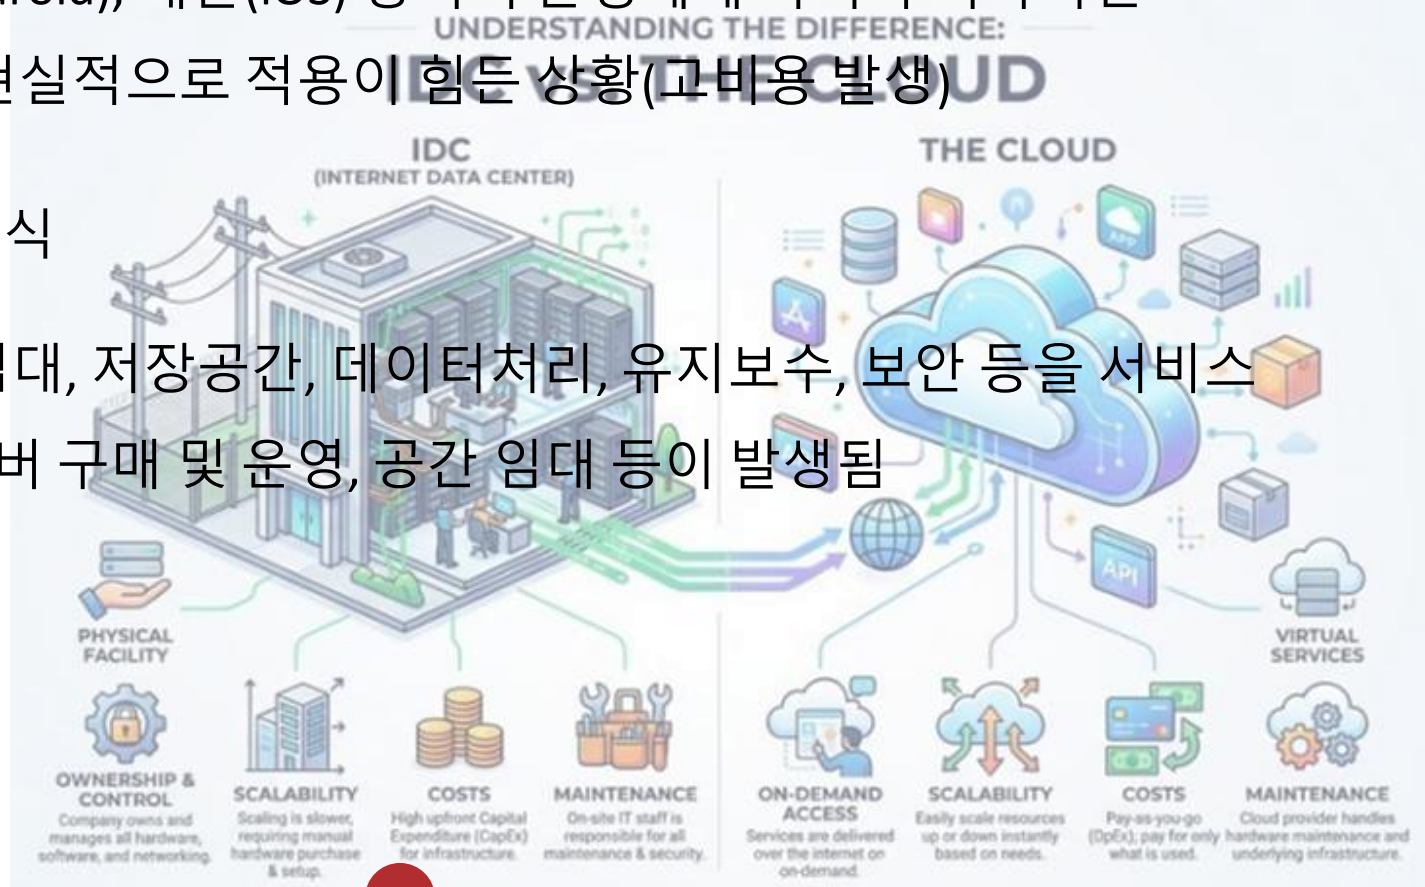 UNDERSTANDING THE DIFFERENCE:
현실적으로 적용이 힘든 상황(고비용 발생)
IDC vs. THE CLOUD
IDC
(INTERNET DATA CENTER)
THE CLOUD
식
APP
임대, 저장공간, 데이터처리, 유지보수, 보안 등을 서비스
버 구매 및 운영, 공간 임대 등이 발생됨
API
PHYSICAL
FACILITY
VIRTUAL
SERVICES
OWNERSHIP &
CONTROL
Company owns and
manages all hardware,
software, and networking.
SCALABILITY
Scaling is slower,
requiring manual
hardware purchase
& setup.
COSTS
High upfront Capital
Expenditure (CapEx)
for infrastructure.
MAINTENANCE
On-site IT staff is
responsible for all
maintenance & security.
ON-DEMAND
ACCESS
Services are delivered
over the internet on
on-demand.
SCALABILITY
Easily scale resources
up or down instantly
based on needs.
COSTS
Pay-as-you-go
(OpEx); pay for only
what is used.
MAINTENANCE
Cloud provider handles
hardware maintenance and
underlying infrastructure.